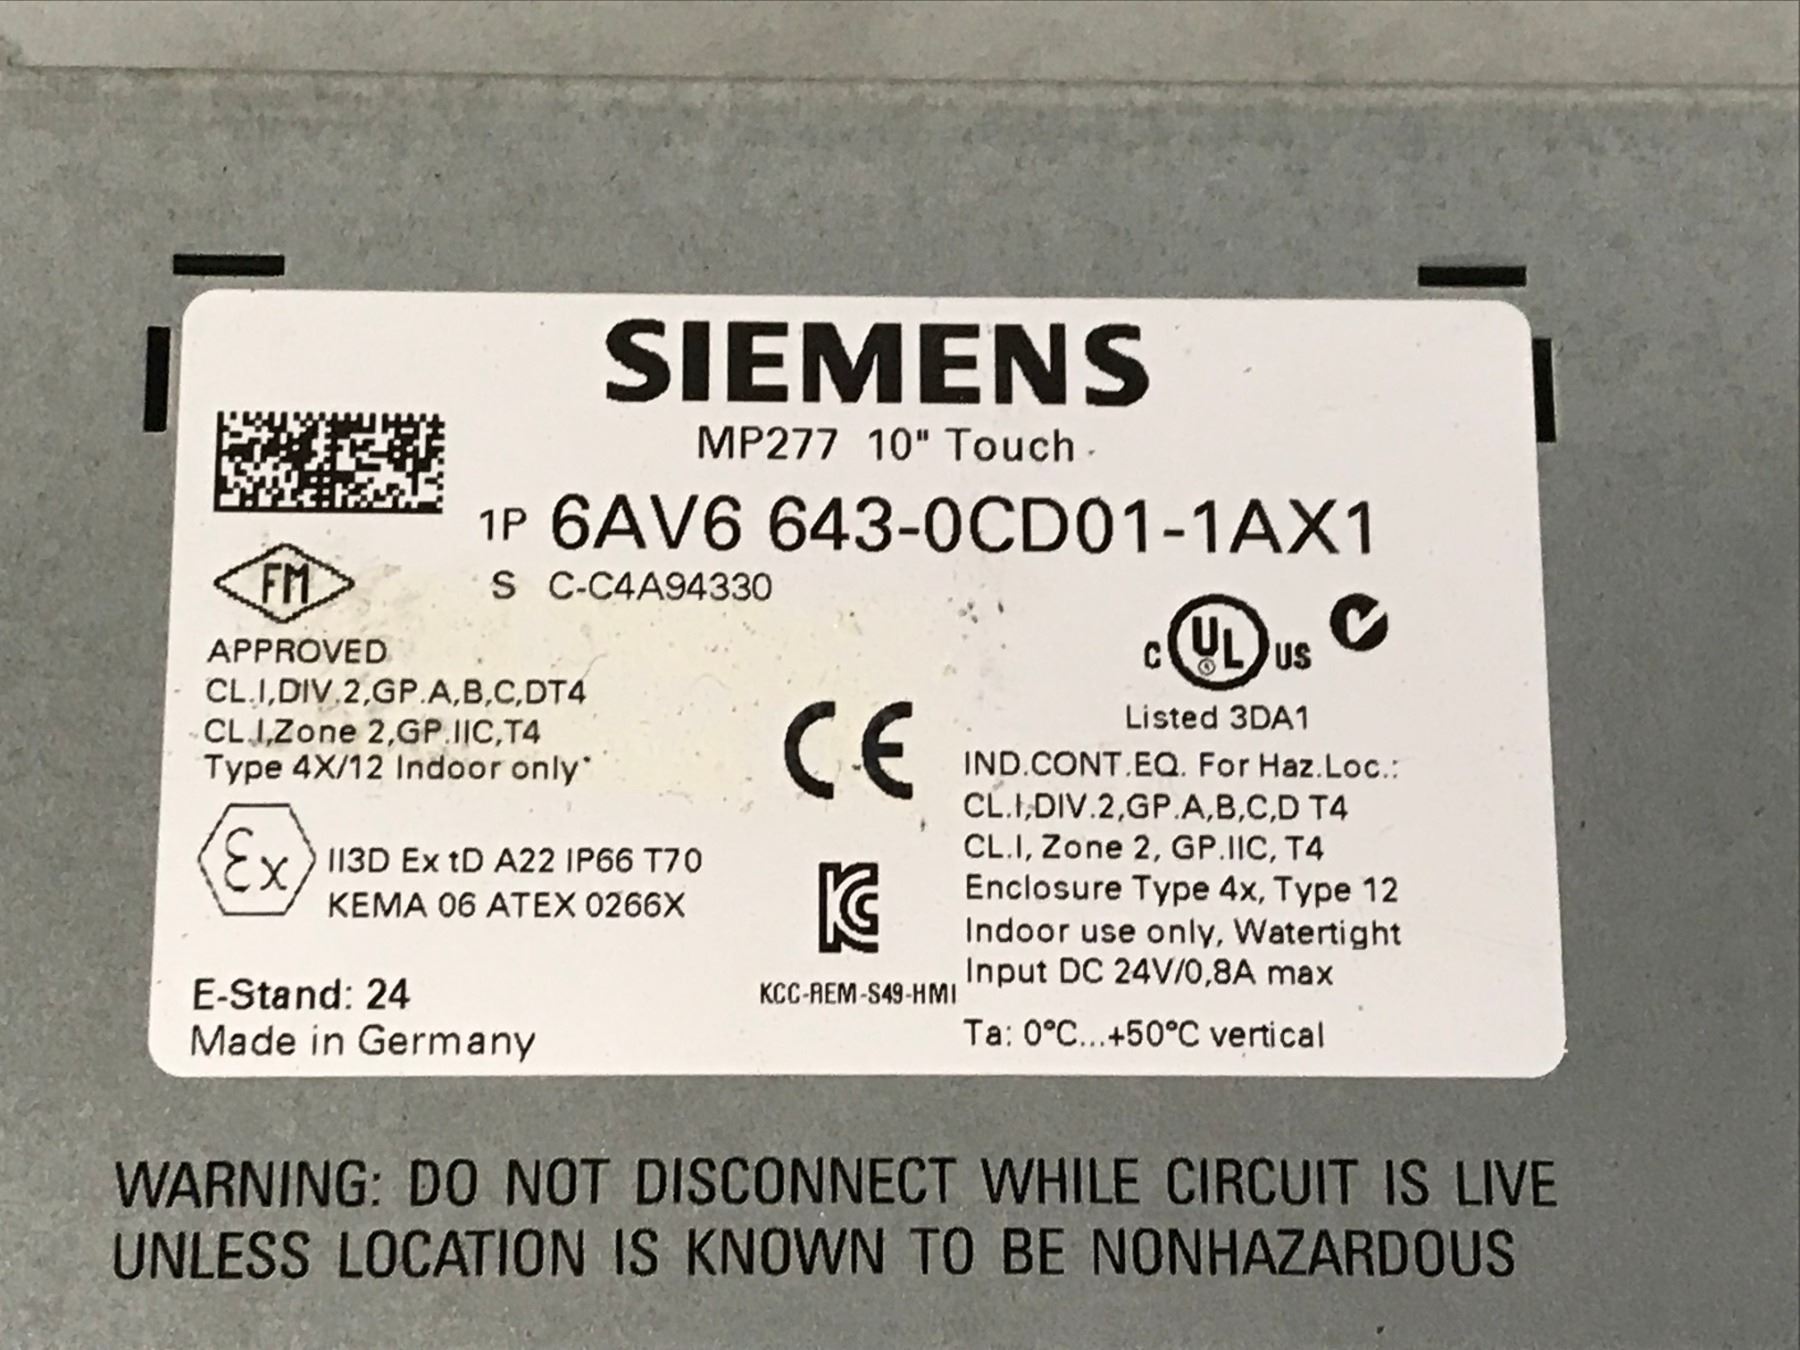 SIEMENS
MP277 10" Touch
1P 6AV6 643-0CD01-1AX1
S C-C4A94330
FM
APPROVED
CL.I,DIV.2,GP.A,B,C,DT4
CL.I,Zone 2,GP.IIC,T4
Type 4X/12 Indoor only*
Ex II3D Ex tD A22 IP66 T70
KEMA 06 ATEX 0266X
E-Stand: 24
Made in Germany
CE
KCC-REM-S49-HMI
C UL US
Listed 3DA1
IND.CONT.EQ. For Haz.Loc.:
CL.I,DIV.2,GP.A,B,C,D T4
CL.I, Zone 2, GP.IIC, T4
Enclosure Type 4x, Type 12
Indoor use only, Watertight
Input DC 24V/0,8A max
Ta: 0°C...+50°C vertical
WARNING: DO NOT DISCONNECT WHILE CIRCUIT IS LIVE
UNLESS LOCATION IS KNOWN TO BE NONHAZARDOUS